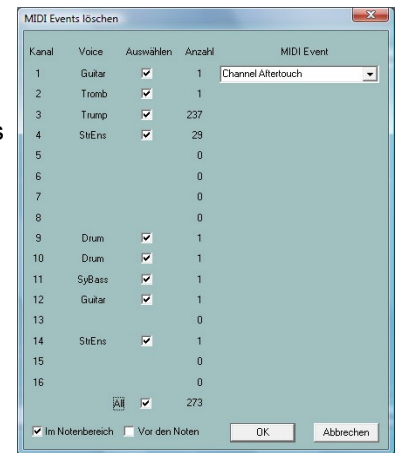 MIDI Events löschen
Kanal Voice Auswählen Anzahl MIDI Event
1 Guitar 1 Channel Aftertouch
2 Tromb 1
3 Trump 237
4 StrEns 29
5 0
6 0
7 0
8 0
9 Drum 1
10 Drum 1
11 SyBass 1
12 Guitar 1
13 0
14 StrEns 1
15 0
16 0
All 273
Im Notenbereich Vor den Noten OK Abbrechen